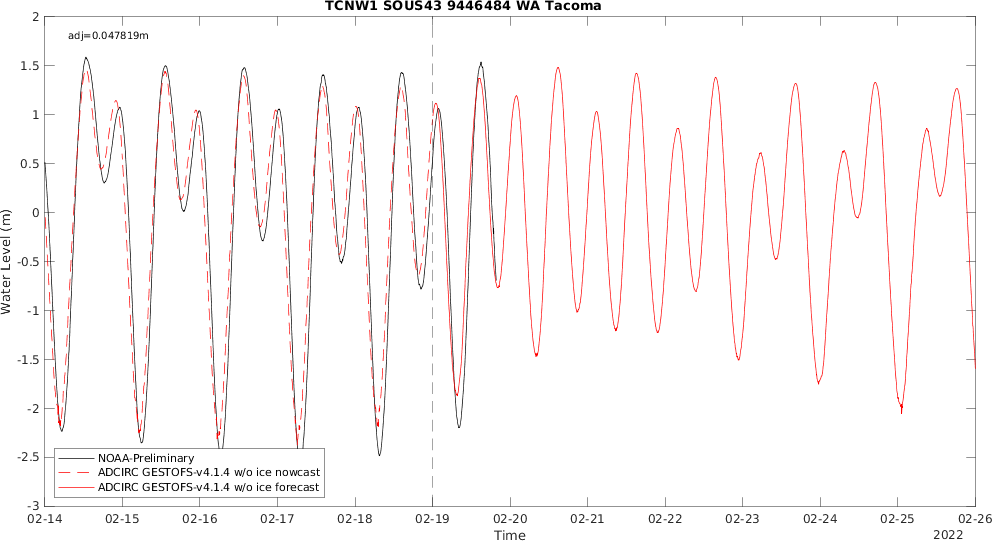 TCNW1 SOUS43 9446484 WA Tacoma
adj=0.047819m
2
1.5
1
0.5
0
-0.5
-1
-1.5
-2
-2.5
-3
Water Level (m)
NOAA-Preliminary
ADCIRC GESTOFS-v4.1.4 w/o ice nowcast
ADCIRC GESTOFS-v4.1.4 w/o ice forecast
02-14 02-15 02-16 02-17 02-18 02-19 02-20 02-21 02-22 02-23 02-24 02-25 02-26
Time
2022